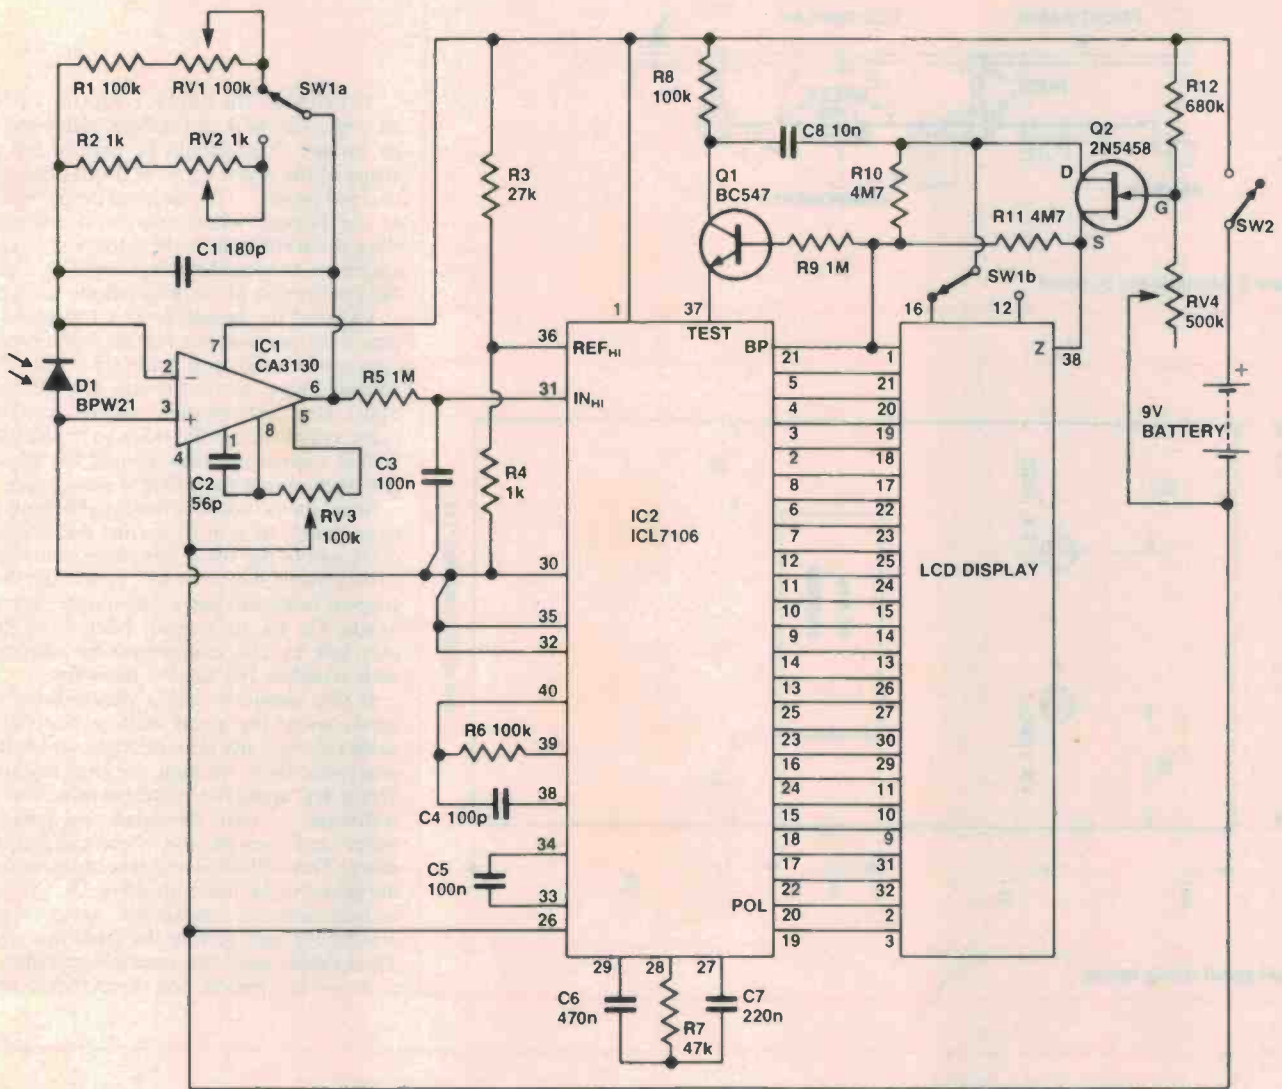 R1 100k
RV1 100k
SW1a
R2 1k
RV2 1k
C1 180p
R3
27k
R8
100k
C8 10n
Q1
BC547
R10
4M7
R9 1M
R11 4M7
Q2
2N5458
D
G
S
R12
680k
SW2
RV4
500k
SW1b
9V
BATTERY
+
D1
BPW21
IC1
CA3130
2
−
3
+
4
7
6
5
8
1
R5 1M
C2
56p
RV3
100k
C3
100n
R4
1k
1
37
TEST
36
REFHI
31
INHI
30
35
32
40
39
38
34
33
26
29
28
27
R6 100k
C4 100p
C5
100n
C6
470n
R7
47k
C7
220n
IC2
ICL7106
BP
POL
16
12
Z
38
LCD DISPLAY
21 1
5 21
4 20
3 19
2 18
8 17
6 22
7 23
12 25
11 24
10 15
9 14
14 13
13 26
25 27
23 30
16 29
24 11
15 10
18 9
17 31
22 32
20 2
19 3